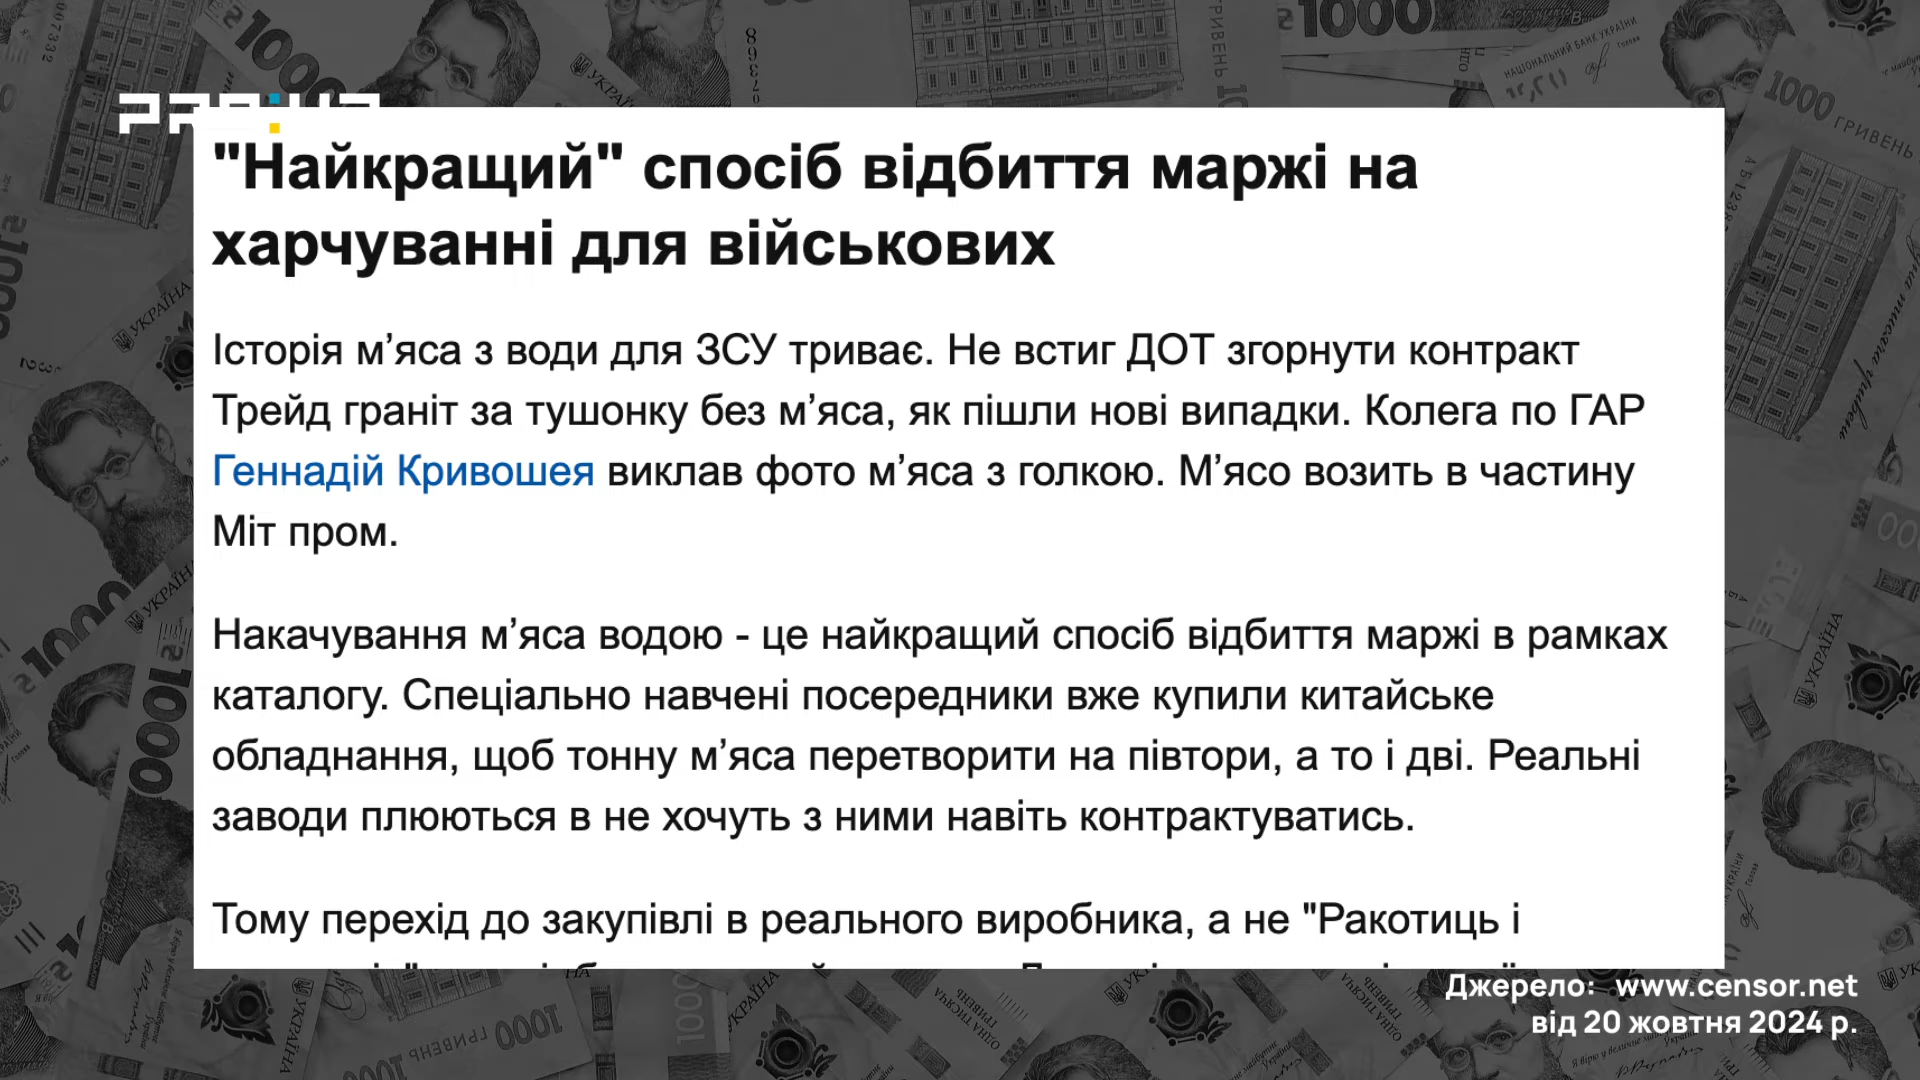 "Найкращий" спосіб відбиття маржі на
харчуванні для військових
Історія м’яса з води для ЗСУ триває. Не встиг ДОТ згорнути контракт
Трейд граніт за тушонку без м’яса, як пішли нові випадки. Колега по ГАР
Геннадій Кривошея виклав фото м’яса з голкою. М’ясо возить в частину
Міт пром.
Накачування м’яса водою - це найкращий спосіб відбиття маржі в рамках
каталогу. Спеціально навчені посередники вже купили китайське
обладнання, щоб тонну м’яса перетворити на півтори, а то і дві. Реальні
заводи плюються в не хочуть з ними навіть контрактуватись.
Тому перехід до закупівлі в реального виробника, а не "Ракотиць і
Джерело: www.censor.net
від 20 жовтня 2024 р.